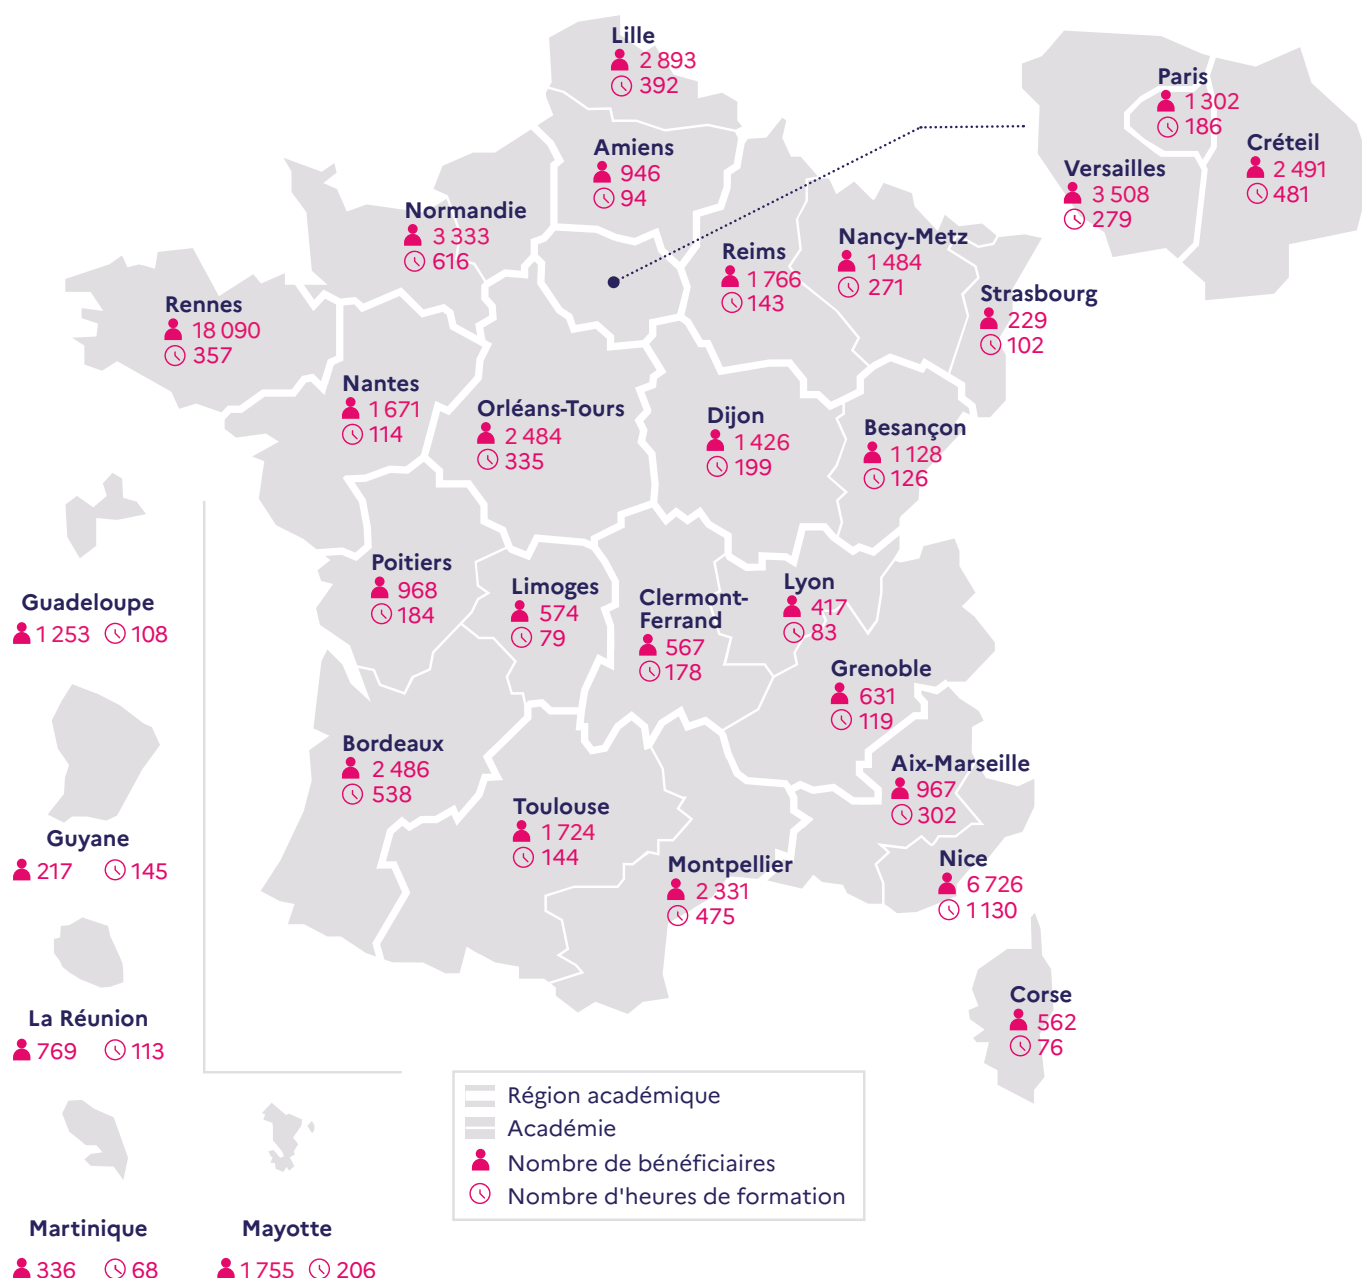 Lille
2 893
392
Amiens
946
94
Normandie
3 333
616
Paris
1 302
186
Créteil
2 491
481
Versailles
3 508
279
Reims
1 766
143
Nancy-Metz
1 484
271
Strasbourg
229
102
Rennes
18 090
357
Nantes
1 671
114
Orléans-Tours
2 484
335
Dijon
1 426
199
Besançon
1 128
126
Poitiers
968
184
Limoges
574
79
Clermont-
Ferrand
567
178
Lyon
417
83
Grenoble
631
119
Bordeaux
2 486
538
Toulouse
1 724
144
Montpellier
2 331
475
Aix-Marseille
967
302
Nice
6 726
1 130
Corse
562
76
Guadeloupe
1 253 108
Guyane
217 145
La Réunion
769 113
Martinique
336 68
Mayotte
1 755 206
Région académique
Académie
Nombre de bénéficiaires
Nombre d'heures de formation